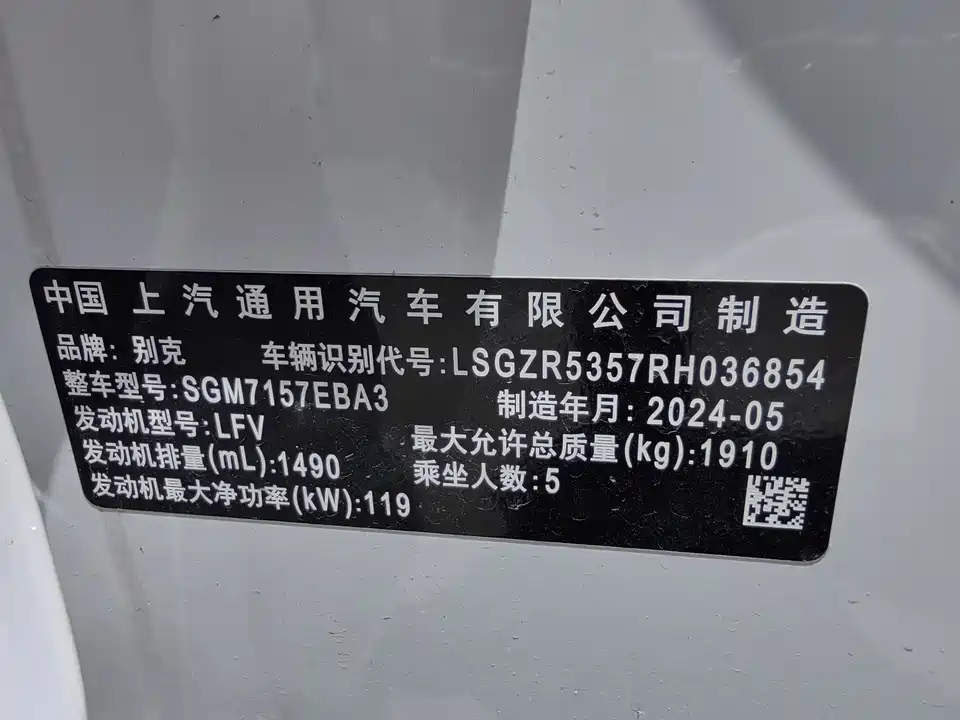 中国 上汽通用汽车有限公司制造
品牌: 别克 车辆识别代号:LSGZR5357RH036854
整车型号:SGM7157EBA3 制造年月: 2024-05
发动机型号:LFV 最大允许总质量(kg):1910
发动机排量(mL):1490 乘坐人数:5
发动机最大净功率(kW):119